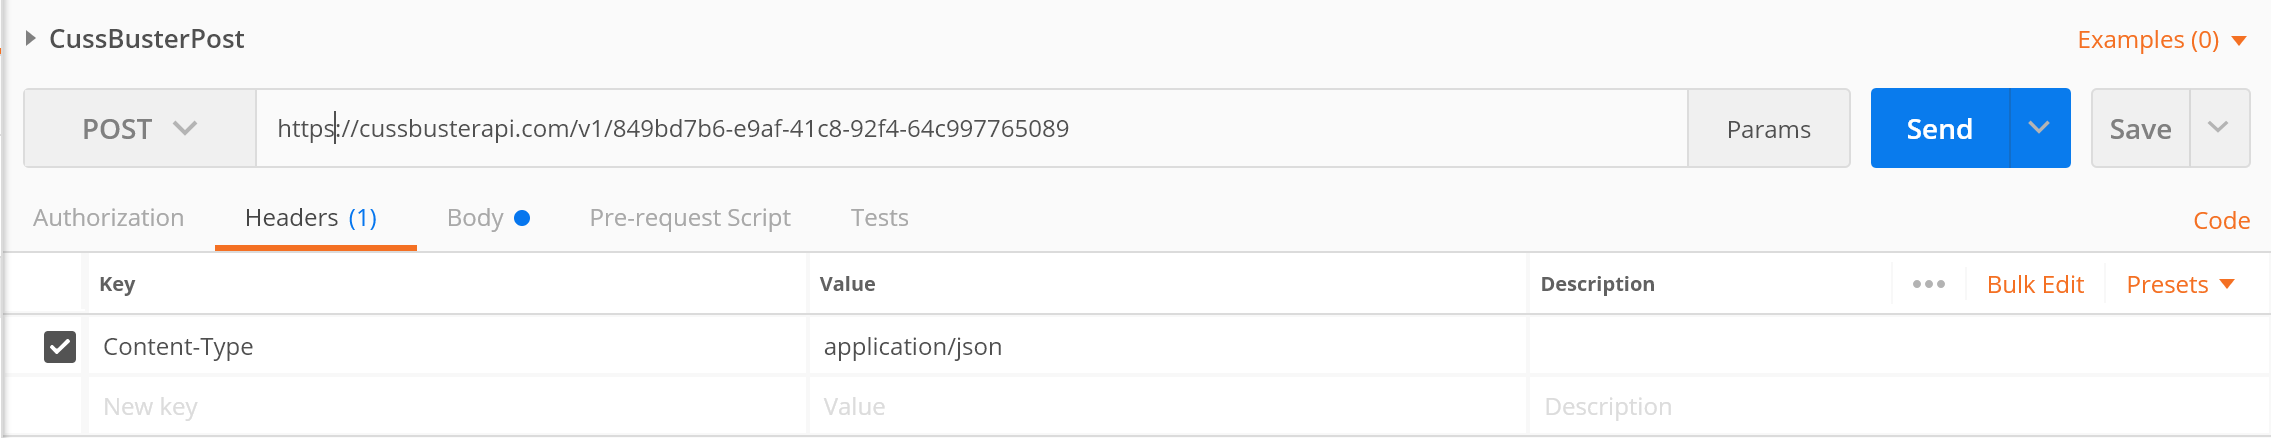 CussBusterPost
Examples (0)
POST https://cussbusterapi.com/v1/849bd7b6-e9af-41c8-92f4-64c997765089 Params Send Save
Authorization Headers (1) Body Pre-request Script Tests Code
Key Value Description Bulk Edit Presets
Content-Type application/json
New key Value Description